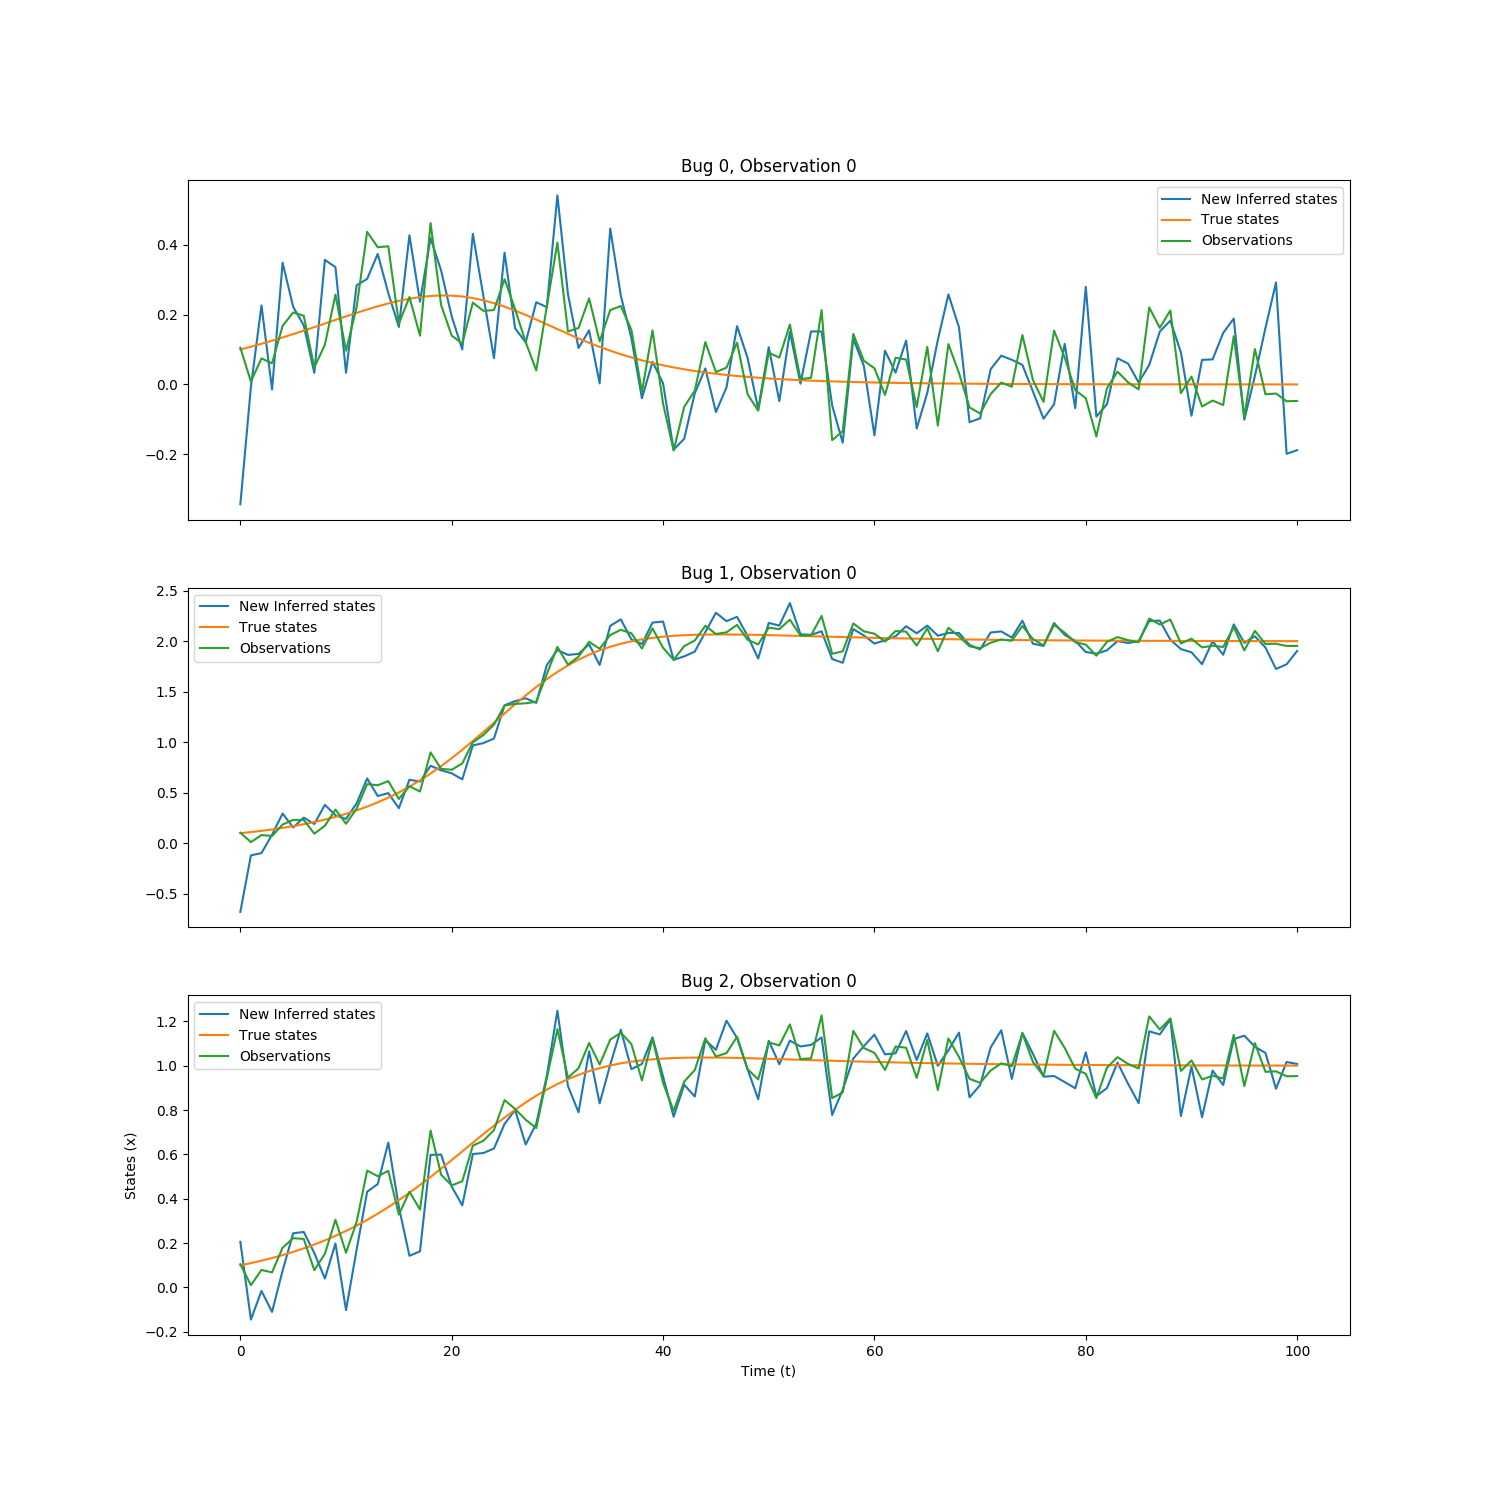 Bug 0, Observation 0
New Inferred states
True states
Observations
0.4
0.2
0.0
−0.2
Bug 1, Observation 0
New Inferred states
True states
Observations
2.5
2.0
1.5
1.0
0.5
0.0
−0.5
Bug 2, Observation 0
New Inferred states
True states
Observations
1.2
1.0
0.8
0.6
0.4
0.2
0.0
−0.2
States (x)
0 20 40 60 80 100
Time (t)